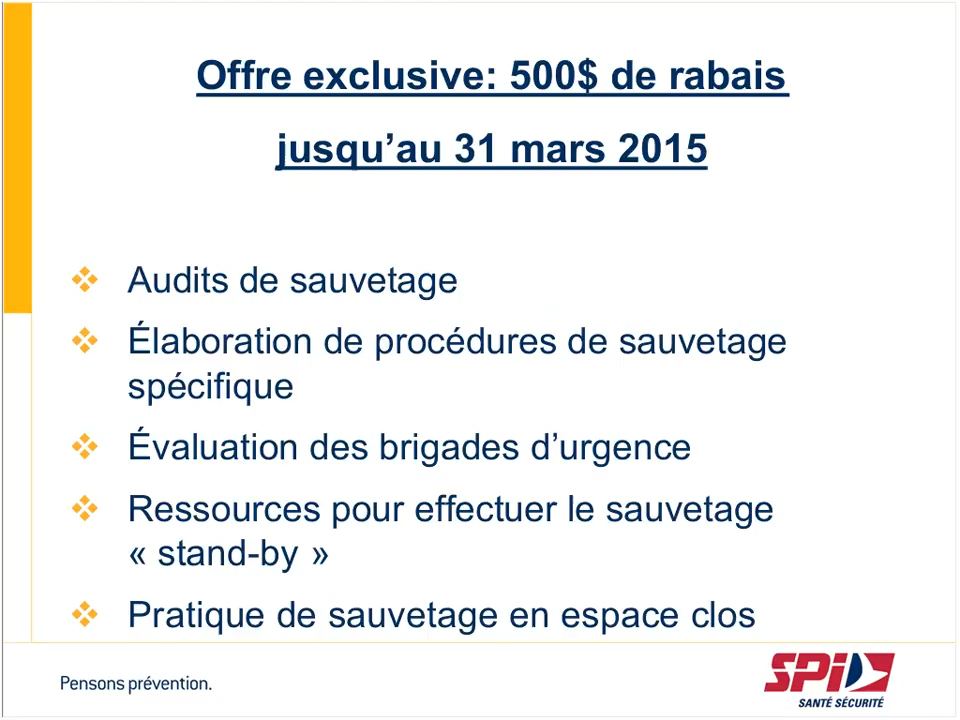 Offre exclusive: 500$ de rabais
jusqu’au 31 mars 2015
Audits de sauvetage
Élaboration de procédures de sauvetage
spécifique
Évaluation des brigades d’urgence
Ressources pour effectuer le sauvetage
« stand-by »
Pratique de sauvetage en espace clos
Pensons prévention.
SPI
SANTÉ SÉCURITÉ